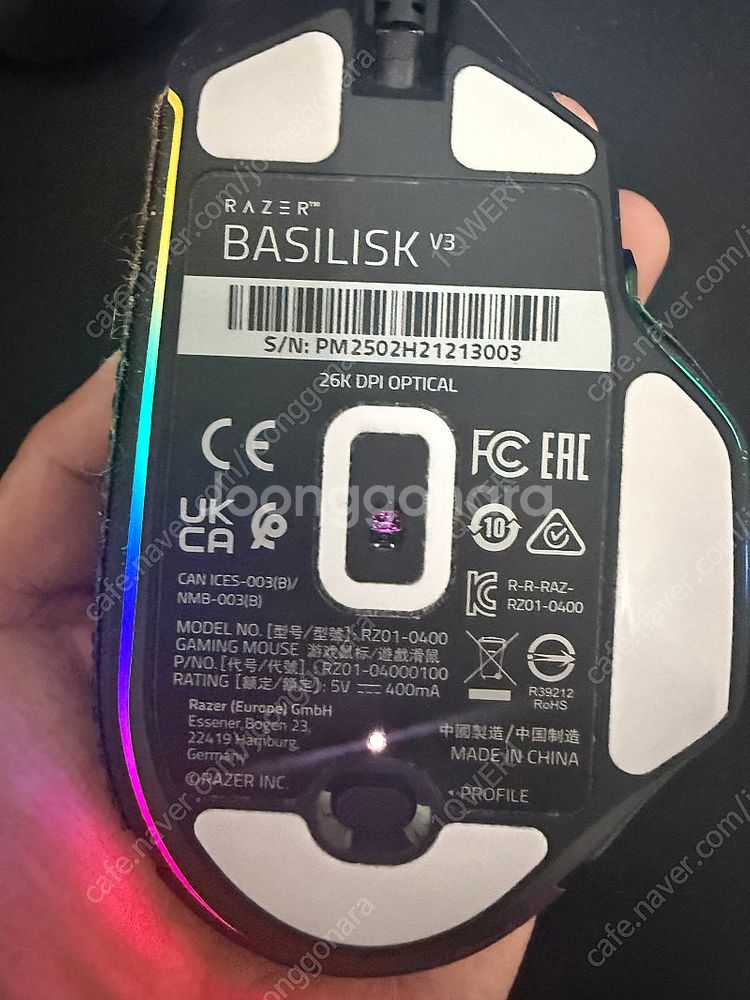 RAZER™
BASILISK V3
S/N: PM2502H21213003
26K DPI OPTICAL
CE
FC EAC
UK
CA
10
CAN ICES-003(B)/
NMB-003(B)
R-R-RAZ-
RZ01-0400
MODEL NO. [型号/型號]: RZ01-0400
GAMING MOUSE 游戏鼠标/遊戲滑鼠
P/NO. [代号/代號]: RZ01-04000100
RATING [额定/額定]: 5V ⎓ 400mA
R39212
RoHS
Razer (Europe) GmbH
Essener Bogen 23,
22419 Hamburg,
Germany
©RAZER INC.
中國製造/中国制造
MADE IN CHINA
PROFILE
joonggonara
1QWER1
cafe.naver.com/joonggonara